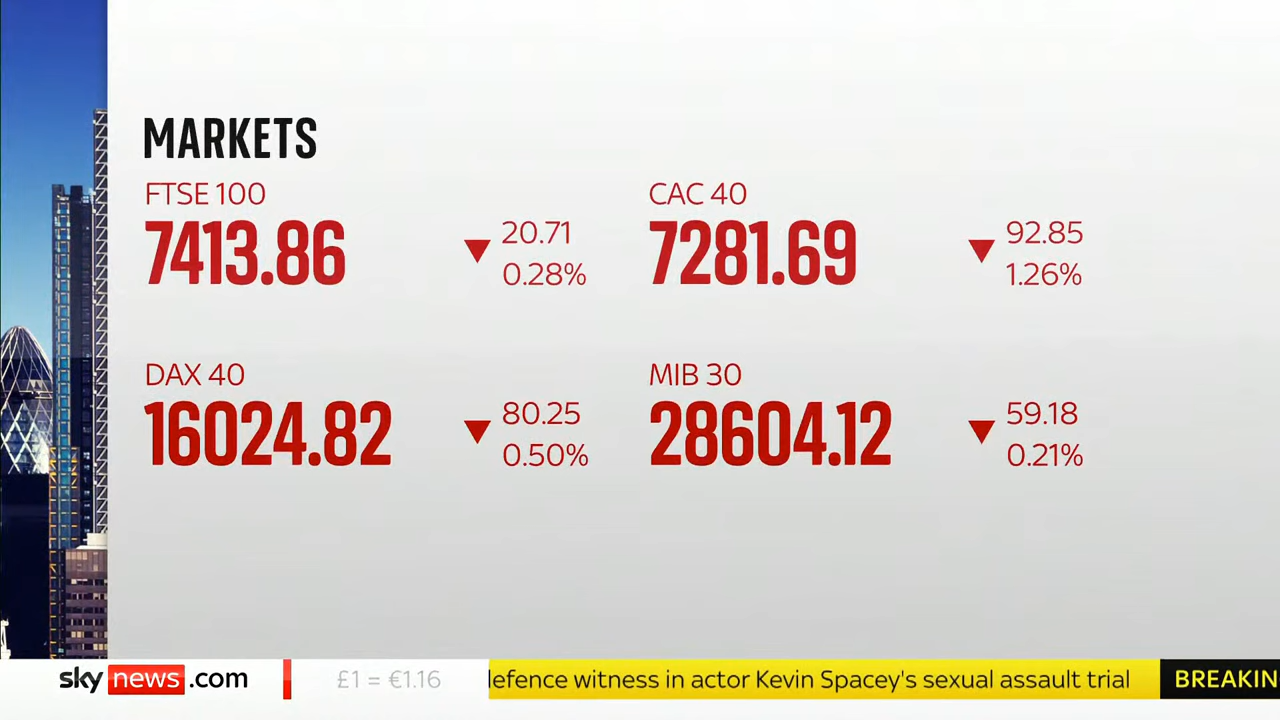 MARKETS
FTSE 100
7413.86
20.71
0.28%
CAC 40
7281.69
92.85
1.26%
DAX 40
16024.82
80.25
0.50%
MIB 30
28604.12
59.18
0.21%
sky news .com
£1 = €1.16
witness in actor Kevin Spacey's sexual assault trial